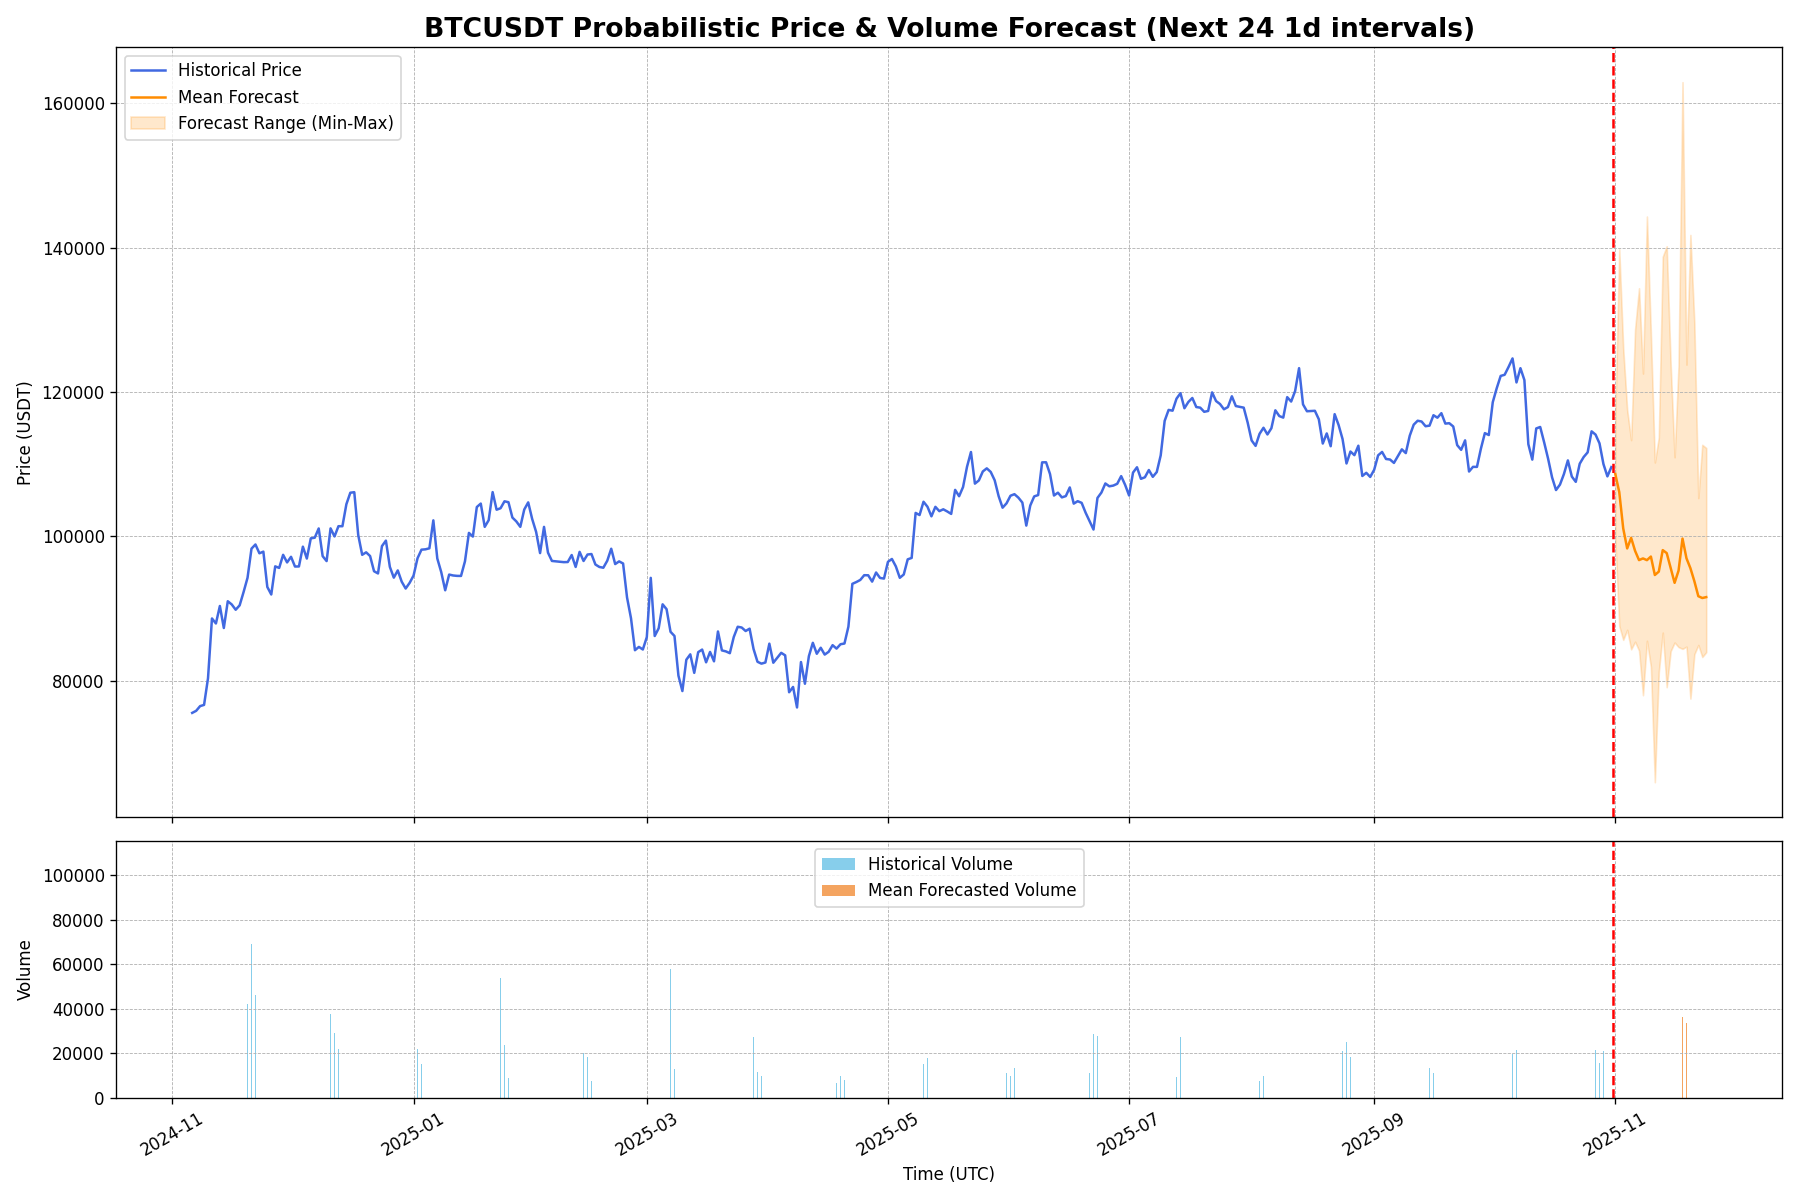 BTCUSDT Probabilistic Price & Volume Forecast (Next 24 1d intervals)
Historical Price
Mean Forecast
Forecast Range (Min-Max)
Price (USDT)
160000
140000
120000
100000
80000
Historical Volume
Mean Forecasted Volume
Volume
100000
80000
60000
40000
20000
0
2024-11
2025-01
2025-03
2025-05
2025-07
2025-09
2025-11
Time (UTC)